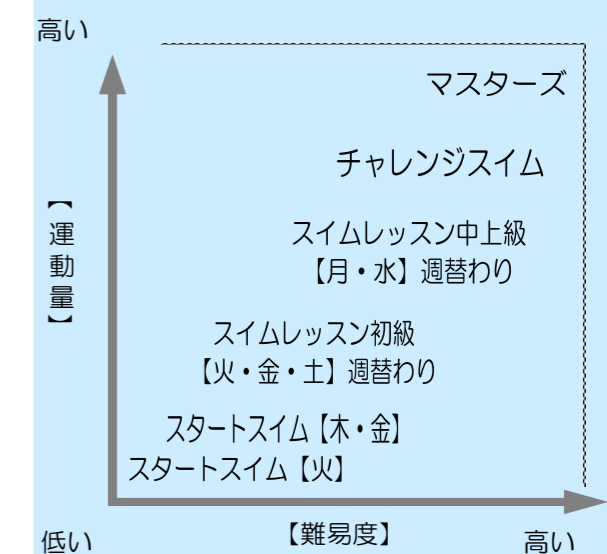 高い
マスターズ
チャレンジスイム
【運動量】
スイムレッスン中上級
【月・水】週替わり
スイムレッスン初級
【火・金・土】週替わり
スタートスイム【木・金】
スタートスイム【火】
低い
【難易度】
高い